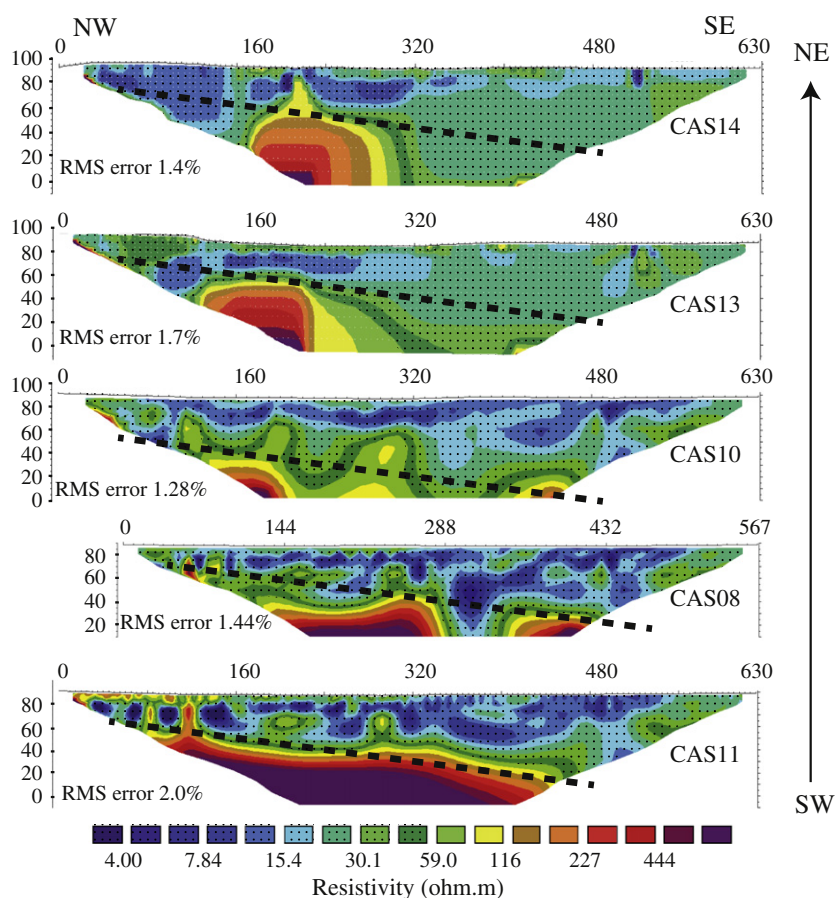 NW SE
0 160 320 480 630 NE
100
80
60
40
20
0
CAS14
RMS error 1.4%
0 160 320 480 630
100
80
60
40
20
0
CAS13
RMS error 1.7%
0 160 320 480 630
100
80
60
40
20
0
CAS10
RMS error 1.28%
0 144 288 432 567
80
60
40
20
CAS08
RMS error 1.44%
0 160 320 480 630
80
60
40
20
0
CAS11
RMS error 2.0%
SW
4.00 7.84 15.4 30.1 59.0 116 227 444
Resistivity (ohm.m)